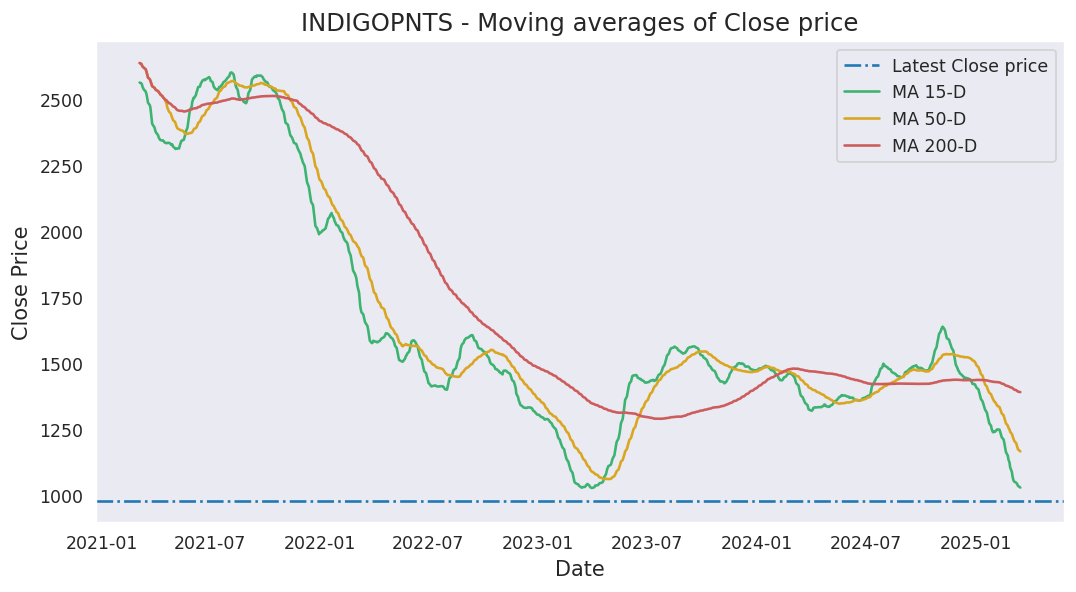 INDIGOPNTS - Moving averages of Close price
Latest Close price
MA 15-D
MA 50-D
MA 200-D
Close Price
2500
2250
2000
1750
1500
1250
1000
2021-01 2021-07 2022-01 2022-07 2023-01 2023-07 2024-01 2024-07 2025-01
Date